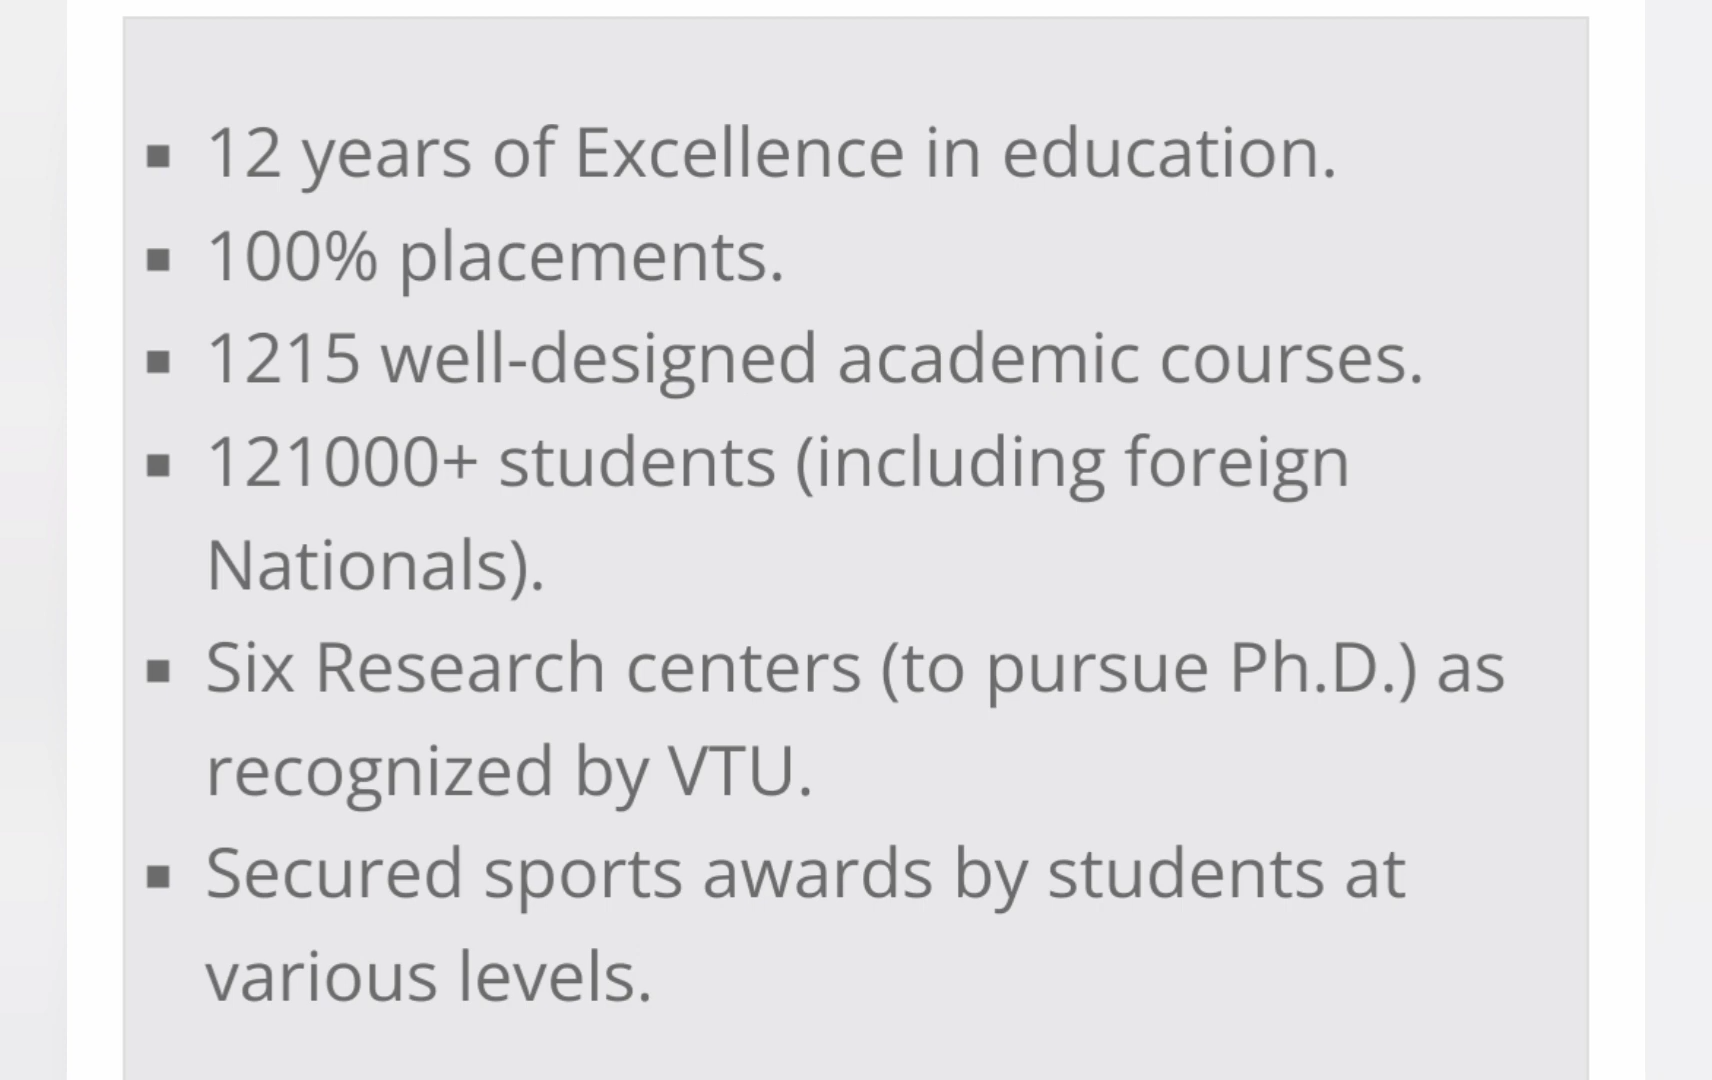 12 years of Excellence in education.
100% placements.
1215 well-designed academic courses.
121000+ students (including foreign
Nationals).
Six Research centers (to pursue Ph.D.) as
recognized by VTU.
Secured sports awards by students at
various levels.